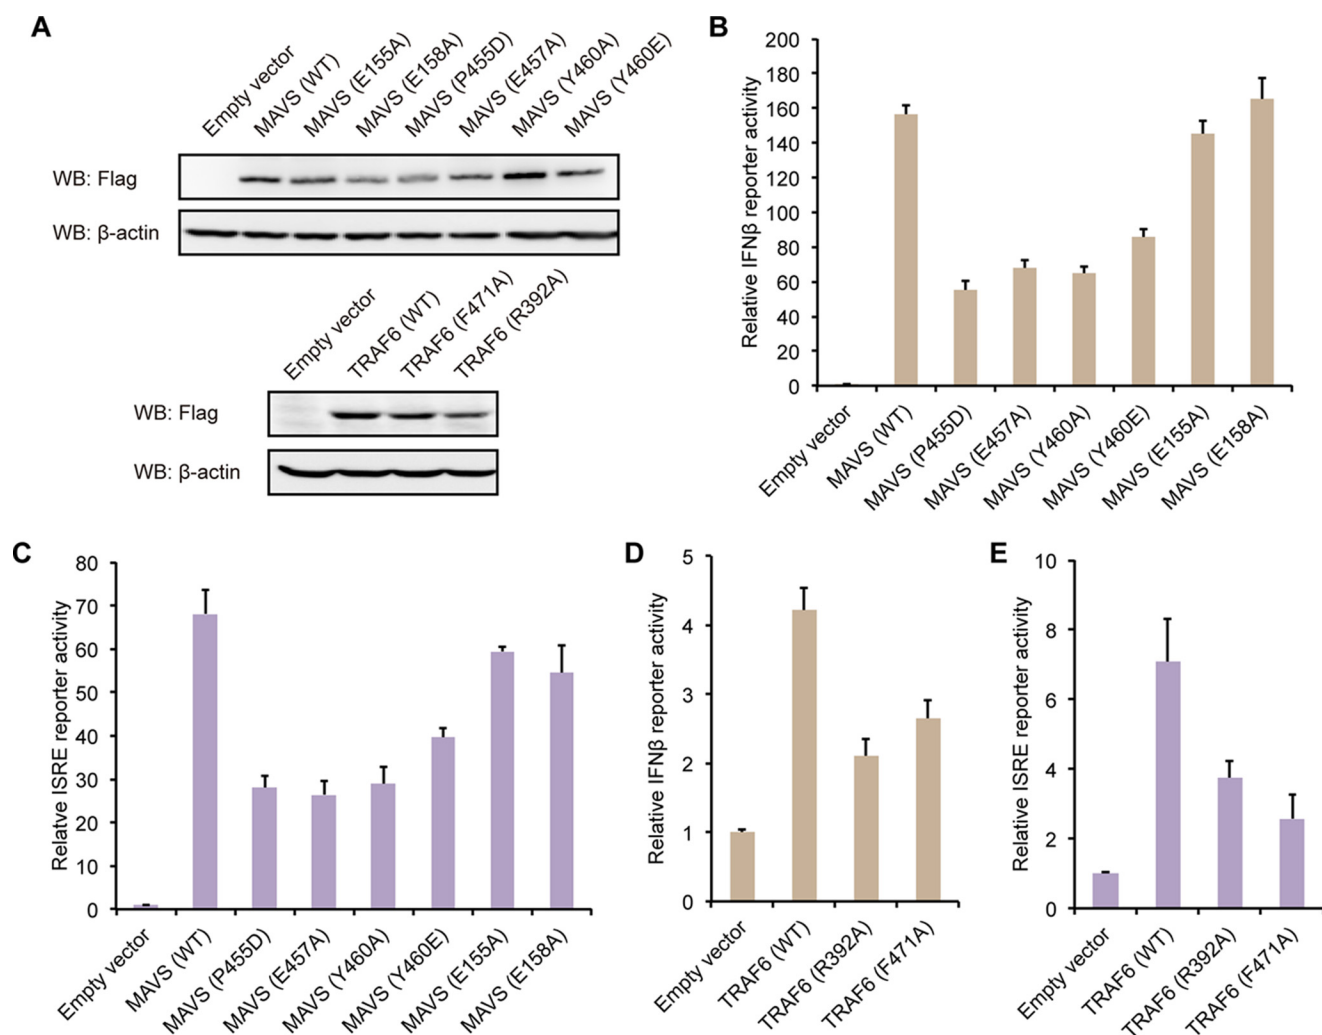 A
Empty vector
MAVS (WT)
MAVS (E155A)
MAVS (E158A)
MAVS (P455D)
MAVS (E457A)
MAVS (Y460A)
MAVS (Y460E)
WB: Flag
WB: β-actin
Empty vector
TRAF6 (WT)
TRAF6 (F471A)
TRAF6 (R392A)
WB: Flag
WB: β-actin
B
Relative IFNβ reporter activity
200
180
160
140
120
100
80
60
40
20
0
Empty vector
MAVS (WT)
MAVS (P455D)
MAVS (E457A)
MAVS (Y460A)
MAVS (Y460E)
MAVS (E155A)
MAVS (E158A)
C
Relatve ISRE reporter activity
80
70
60
50
40
30
20
10
0
Empty vector
MAVS (WT)
MAVS (P455D)
MAVS (E457A)
MAVS (Y460A)
MAVS (Y460E)
MAVS (E155A)
MAVS (E158A)
D
Relative IFNβ reporter activity
5
4
3
2
1
0
Empty vector
TRAF6 (WT)
TRAF6 (R392A)
TRAF6 (F471A)
E
Relative ISRE reporter activity
10
8
6
4
2
0
Empty vector
TRAF6 (WT)
TRAF6 (R392A)
TRAF6 (F471A)